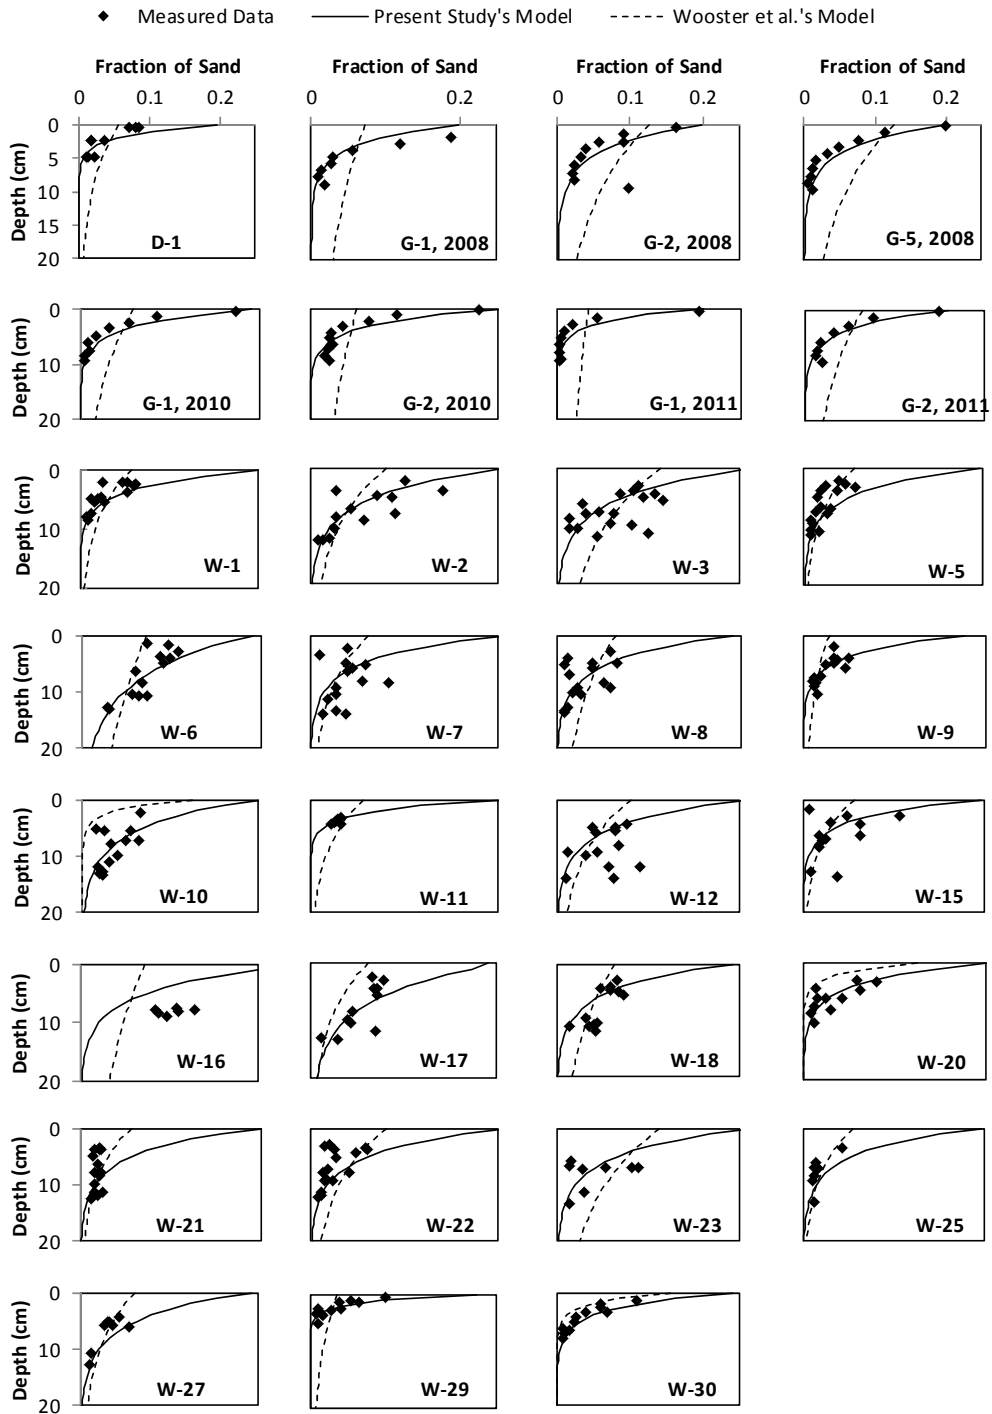 Measured Data Present Study's Model Wooster et al.'s Model
Fraction of Sand Fraction of Sand Fraction of Sand Fraction of Sand
0 0.1 0.2 0 0.2 0 0.1 0.2 0 0.1 0.2
Depth (cm)
0
5
10
15
20
D-1 G-1, 2008 G-2, 2008 G-5, 2008
Depth (cm)
0
10
20
G-1, 2010 G-2, 2010 G-1, 2011 G-2, 2011
Depth (cm)
0
10
20
W-1 W-2 W-3 W-5
Depth (cm)
0
10
20
W-6 W-7 W-8 W-9
Depth (cm)
0
10
20
W-10 W-11 W-12 W-15
Depth (cm)
0
10
20
W-16 W-17 W-18 W-20
Depth (cm)
0
10
20
W-21 W-22 W-23 W-25
Depth (cm)
0
10
20
W-27 W-29 W-30